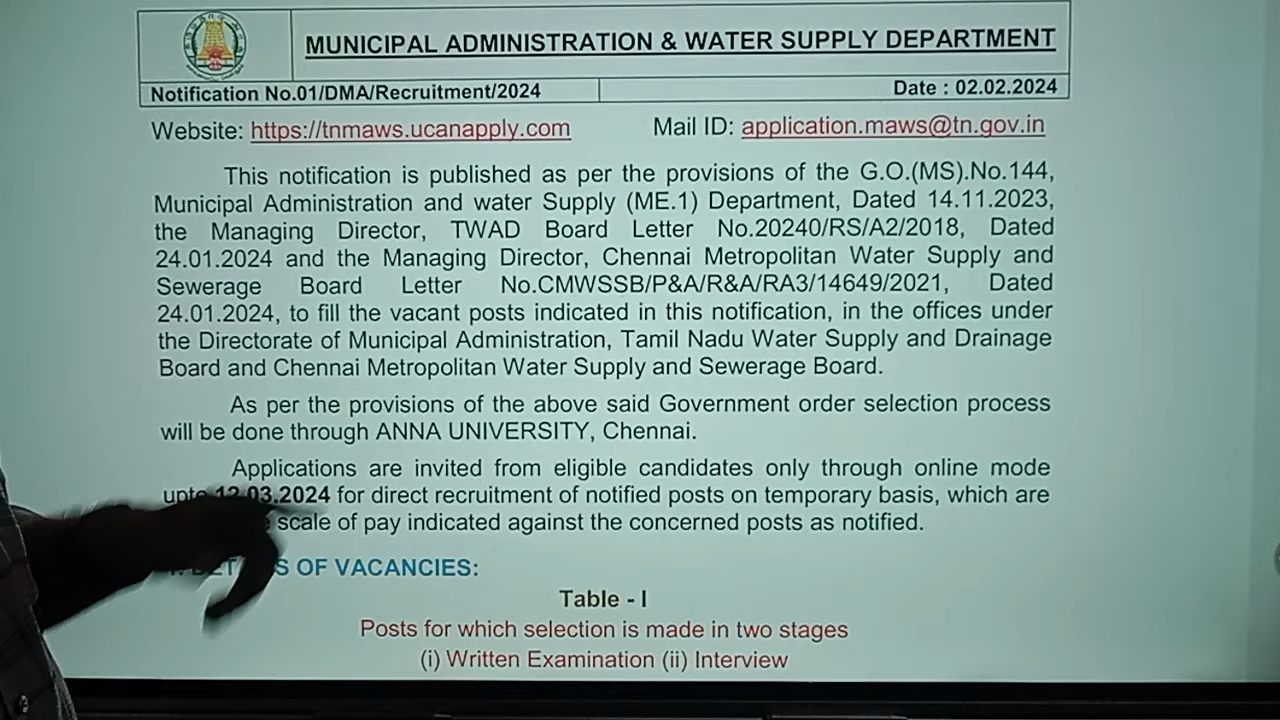 MUNICIPAL ADMINISTRATION & WATER SUPPLY DEPARTMENT
Notification No.01/DMA/Recruitment/2024 Date : 02.02.2024
Website: https://tnmaws.ucanapply.com Mail ID: application.maws@tn.gov.in
This notification is published as per the provisions of the G.O.(MS).No.144,
Municipal Administration and water Supply (ME.1) Department, Dated 14.11.2023,
the Managing Director, TWAD Board Letter No.20240/RS/A2/2018, Dated
24.01.2024 and the Managing Director, Chennai Metropolitan Water Supply and
Sewerage Board Letter No.CMWSSB/P&A/R&A/RA3/14649/2021, Dated
24.01.2024, to fill the vacant posts indicated in this notification, in the offices under
the Directorate of Municipal Administration, Tamil Nadu Water Supply and Drainage
Board and Chennai Metropolitan Water Supply and Sewerage Board.
As per the provisions of the above said Government order selection process
will be done through ANNA UNIVERSITY, Chennai.
Applications are invited from eligible candidates only through online mode
upto 12.03.2024 for direct recruitment of notified posts on temporary basis, which are
scale of pay indicated against the concerned posts as notified.
OF VACANCIES:
Table - I
Posts for which selection is made in two stages
(i) Written Examination (ii) Interview